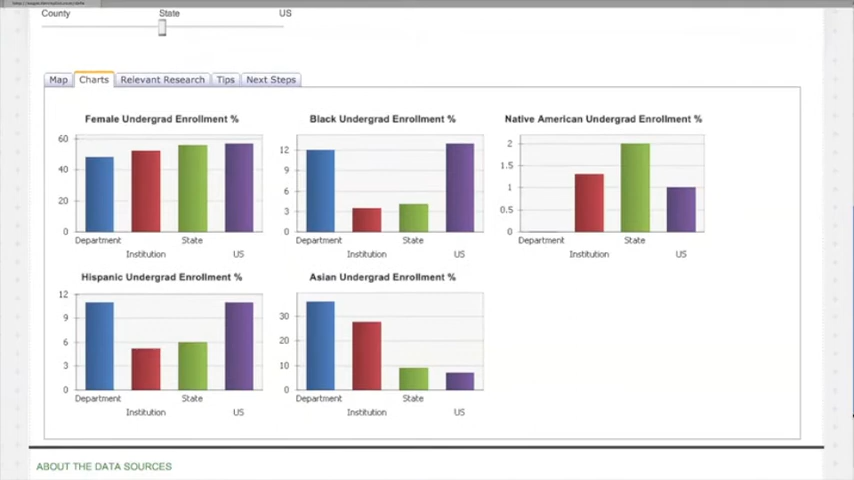 County State US
Map Charts Relevant Research Tips Next Steps
Female Undergrad Enrollment %
60
40
20
0
Department Institution State US
Black Undergrad Enrollment %
12
9
6
3
0
Department Institution State US
Native American Undergrad Enrollment %
2
1.5
1
0.5
0
Department Institution State US
Hispanic Undergrad Enrollment %
12
9
6
3
0
Department Institution State US
Asian Undergrad Enrollment %
30
20
10
0
Department Institution State US
ABOUT THE DATA SOURCES